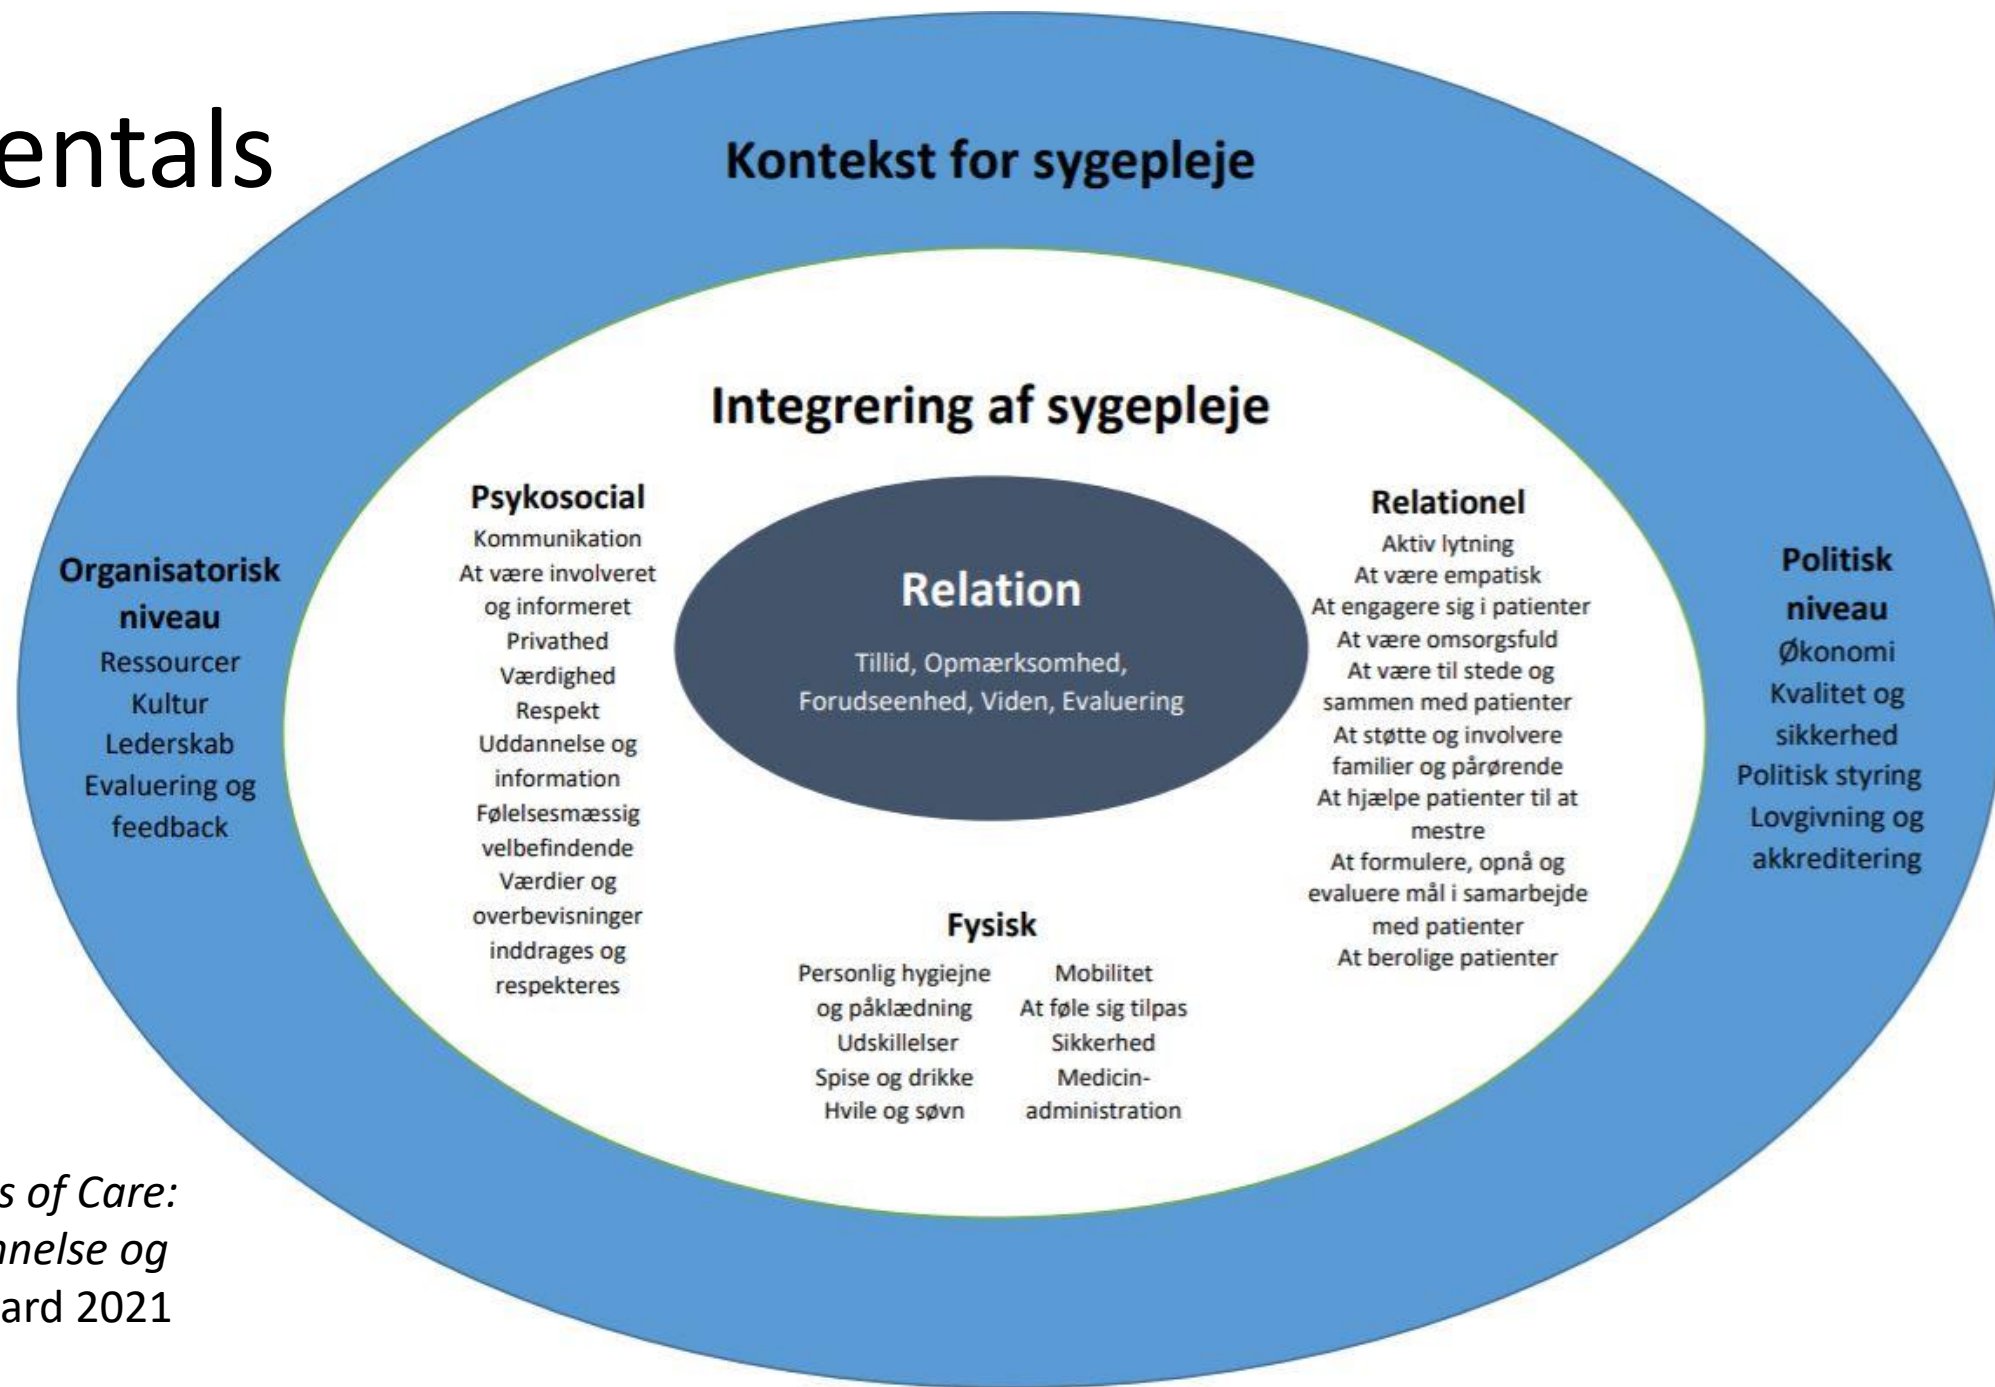 entals
Kontekst for sygepleje
Integrering af sygepleje
Organisatorisk
niveau
Ressourcer
Kultur
Lederskab
Evaluering og
feedback
Psykosocial
Kommunikation
At være involveret
og informeret
Privathed
Værdighed
Respekt
Uddannelse og
information
Følelsesmæssig
velbefindende
Værdier og
overbevisninger
inddrages og
respekteres
Relation
Tillid, Opmærksomhed,
Forudseenhed, Viden, Evaluering
Fysisk
Personlig hygiejne
og påklædning
Udskillelser
Spise og drikke
Hvile og søvn
Mobilitet
At føle sig tilpas
Sikkerhed
Medicin-
administration
Relationel
Aktiv lytning
At være empatisk
At engagere sig i patienter
At være omsorgsfuld
At være til stede og
sammen med patienter
At støtte og involvere
familier og pårørende
At hjælpe patienter til at
mestre
At formulere, opnå og
evaluere mål i samarbejde
med patienter
At berolige patienter
Politisk
niveau
Økonomi
Kvalitet og
sikkerhed
Politisk styring
Lovgivning og
akkreditering
s of Care:
nnelse og
ard 2021